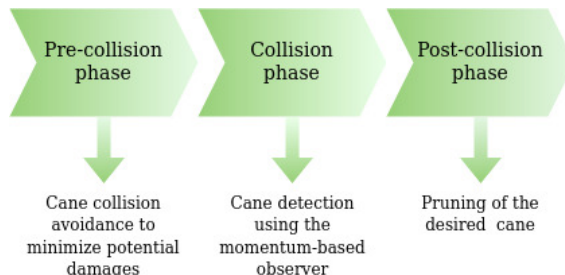 Pre-collision
phase
Collision
phase
Post-collision
phase
Cane collision
avoidance to
minimize potential
damages
Cane detection
using the
momentum-based
observer
Pruning of the
desired cane